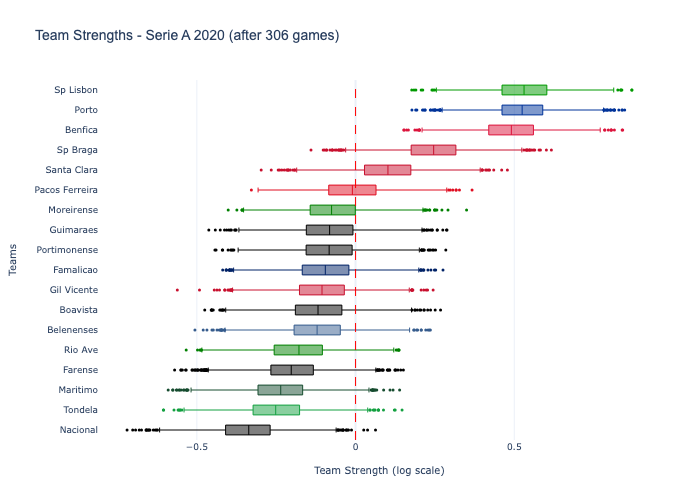 Team Strengths - Serie A 2020 (after 306 games)
Sp Lisbon
Porto
Benfica
Sp Braga
Santa Clara
Pacos Ferreira
Moreirense
Guimaraes
Portimonense
Famalicao
Gil Vicente
Boavista
Belenenses
Rio Ave
Farense
Maritimo
Tondela
Nacional
Teams
−0.5
0
0.5
Team Strength (log scale)